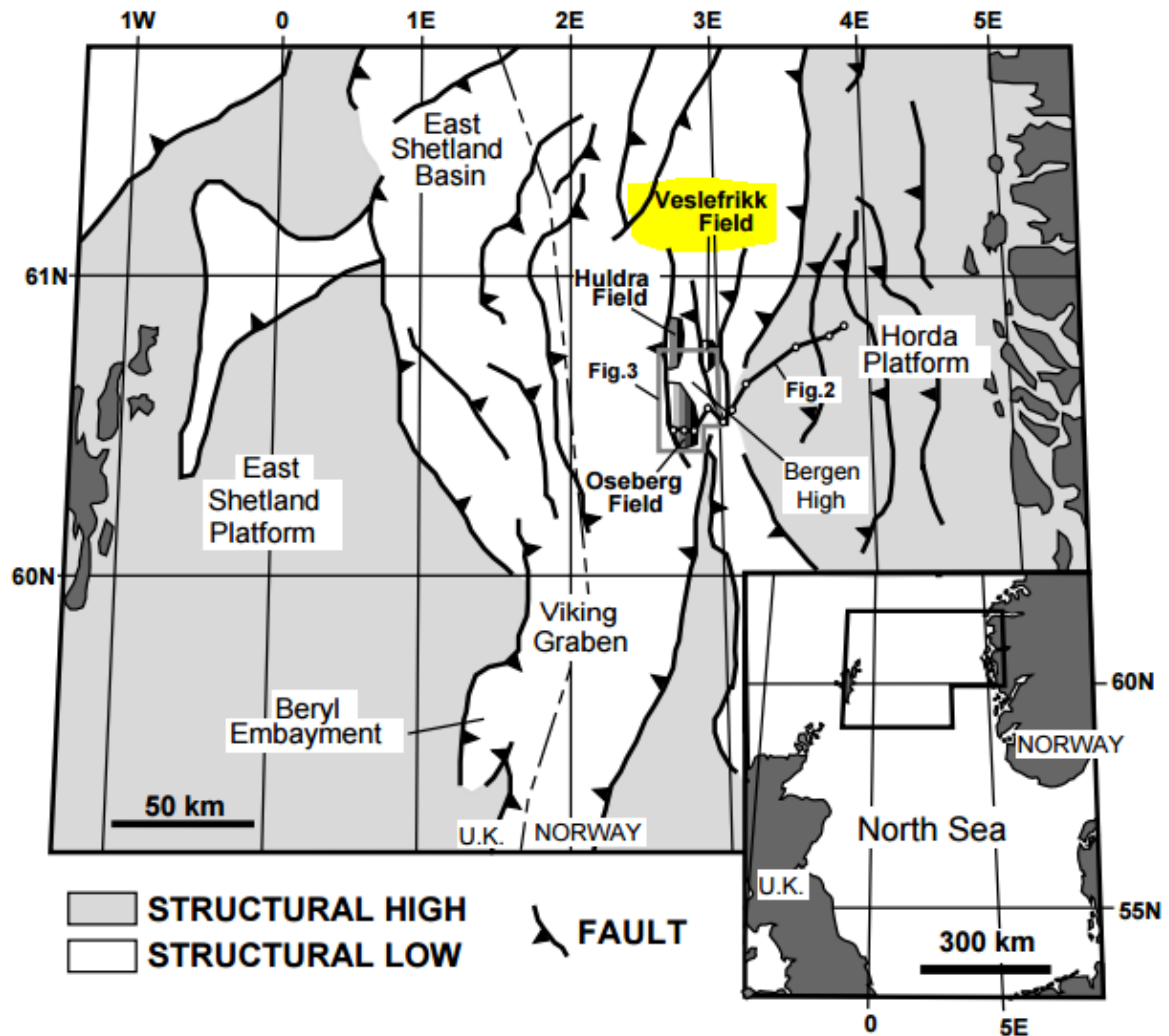 1W
0
1E
2E
3E
4E
5E
East
Shetland
Basin
Veslefrikk
Field
61N
Huldra
Field
Horda
Platform
Fig.3
Fig.2
East
Shetland
Platform
Oseberg
Field
Bergen
High
60N
Viking
Graben
Beryl
Embayment
50 km
U.K.
NORWAY
60N
NORWAY
North Sea
U.K.
55N
300 km
0
5E
STRUCTURAL HIGH
STRUCTURAL LOW
FAULT